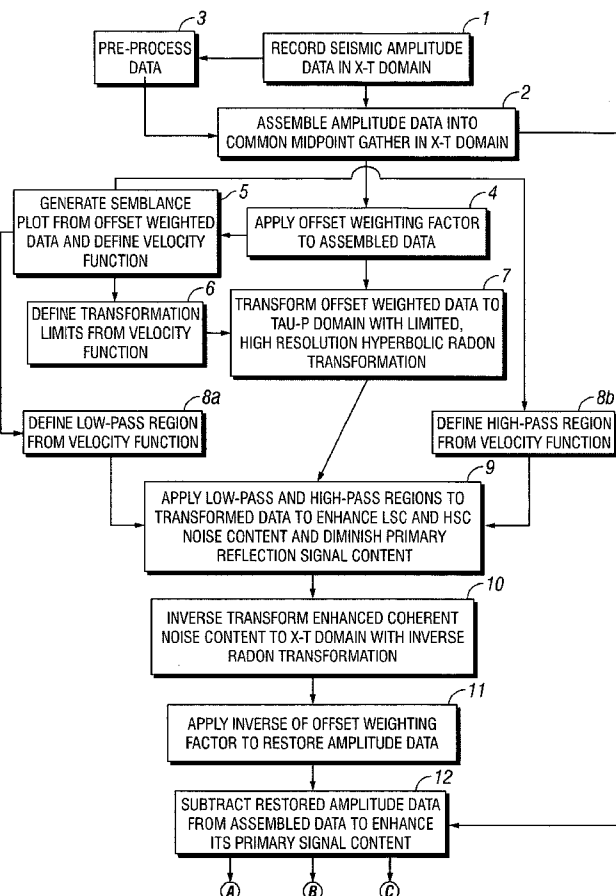 3
1
PRE-PROCESS
DATA
RECORD SEISMIC AMPLITUDE
DATA IN X-T DOMAIN
2
ASSEMBLE AMPLITUDE DATA INTO
COMMON MIDPOINT GATHER IN X-T DOMAIN
5
GENERATE SEMBLANCE
PLOT FROM OFFSET WEIGHTED
DATA AND DEFINE VELOCITY
FUNCTION
4
APPLY OFFSET WEIGHTING FACTOR
TO ASSEMBLED DATA
6
DEFINE TRANSFORMATION
LIMITS FROM VELOCITY
FUNCTION
7
TRANSFORM OFFSET WEIGHTED DATA TO
TAU-P DOMAIN WITH LIMITED,
HIGH RESOLUTION HYPERBOLIC RADON
TRANSFORMATION
8a
DEFINE LOW-PASS REGION
FROM VELOCITY FUNCTION
8b
DEFINE HIGH-PASS REGION
FROM VELOCITY FUNCTION
9
APPLY LOW-PASS AND HIGH-PASS REGIONS TO
TRANSFORMED DATA TO ENHANCE LSC AND HSC
NOISE CONTENT AND DIMINISH PRIMARY
REFLECTION SIGNAL CONTENT
10
INVERSE TRANSFORM ENHANCED COHERENT
NOISE CONTENT TO X-T DOMAIN WITH INVERSE
RADON TRANSFORMATION
11
APPLY INVERSE OF OFFSET WEIGHTING
FACTOR TO RESTORE AMPLITUDE DATA
12
SUBTRACT RESTORED AMPLITUDE DATA
FROM ASSEMBLED DATA TO ENHANCE
ITS PRIMARY SIGNAL CONTENT
A B C